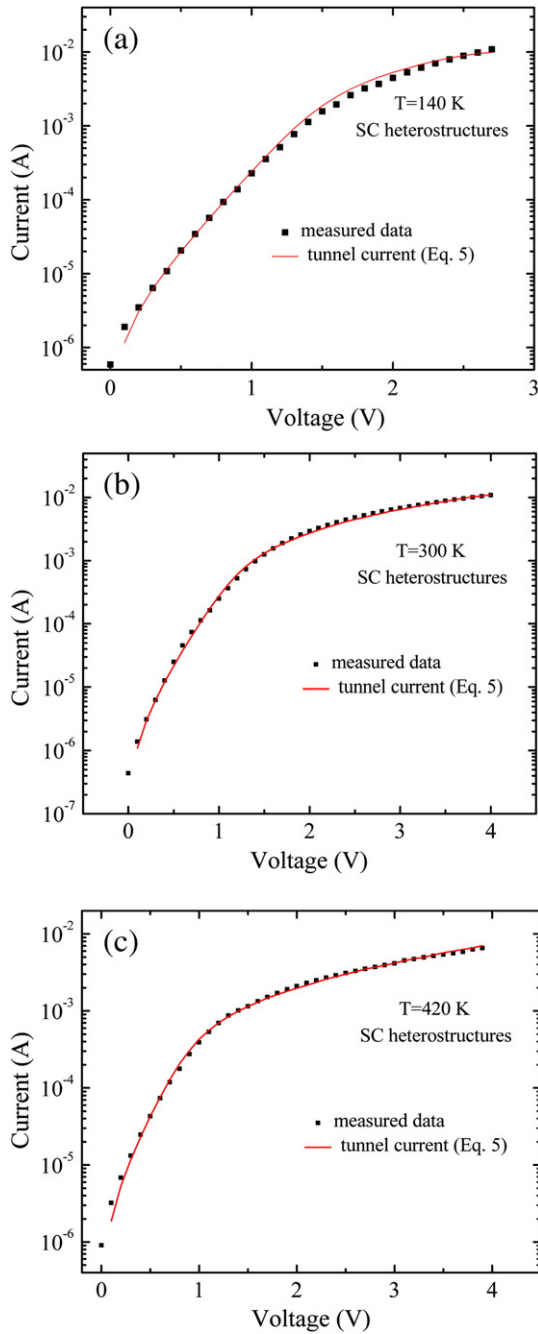 (a)
10⁻²
10⁻³
10⁻⁴
10⁻⁵
10⁻⁶
Current (A)
T=140 K
SC heterostructures
measured data
tunnel current (Eq. 5)
0 1 2 3
Voltage (V)
(b)
10⁻²
10⁻³
10⁻⁴
10⁻⁵
10⁻⁶
10⁻⁷
Current (A)
T=300 K
SC heterostructures
measured data
tunnel current (Eq. 5)
0 1 2 3 4
Voltage (V)
(c)
10⁻²
10⁻³
10⁻⁴
10⁻⁵
10⁻⁶
Current (A)
T=420 K
SC heterostructures
measured data
tunnel current (Eq. 5)
0 1 2 3 4
Voltage (V)